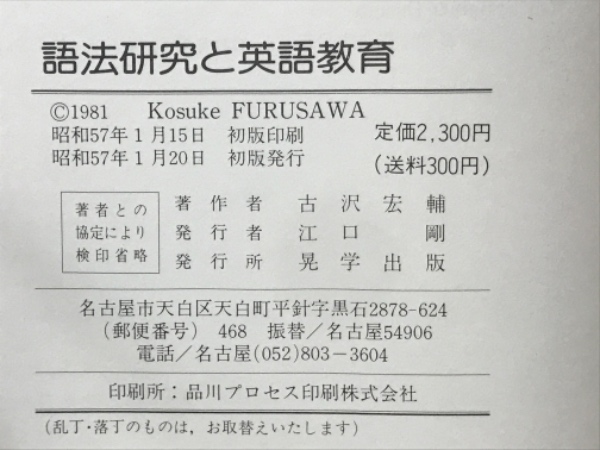 語法研究と英語教育
©1981 Kosuke FURUSAWA
昭和57年1月15日 初版印刷
昭和57年1月20日 初版発行
定価2,300円
(送料300円)
著者との
協定により
検印省略
著作者 古沢宏輔
発行者 江口剛
発行所 晃学出版
名古屋市天白区天白町平針字黒石2878-624
(郵便番号) 468 振替/名古屋54906
電話/名古屋(052)803-3604
印刷所:品川プロセス印刷株式会社
(乱丁・落丁のものは,お取替えいたします)